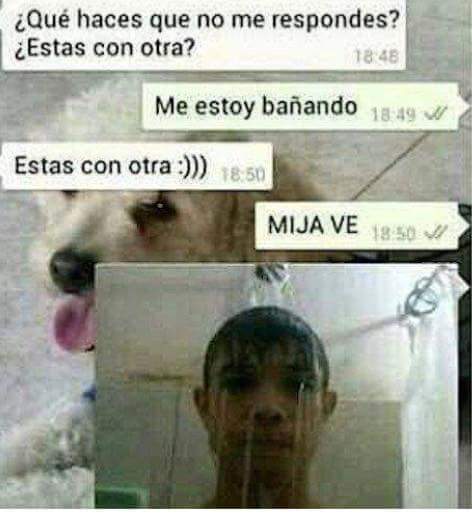 ¿Qué haces que no me respondes?
¿Estas con otra?
18:48
Me estoy bañando 18:49
Estas con otra :))) 18:50
MIJA VE 18:50